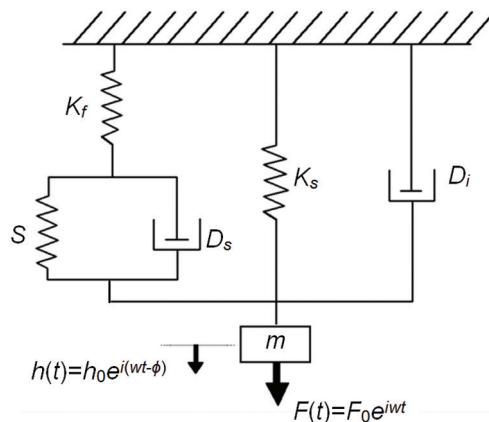 K_f
K_s
D_i
S
D_s
m
h(t)=h_0e^{i(wt-ϕ)}
F(t)=F_0e^{iwt}